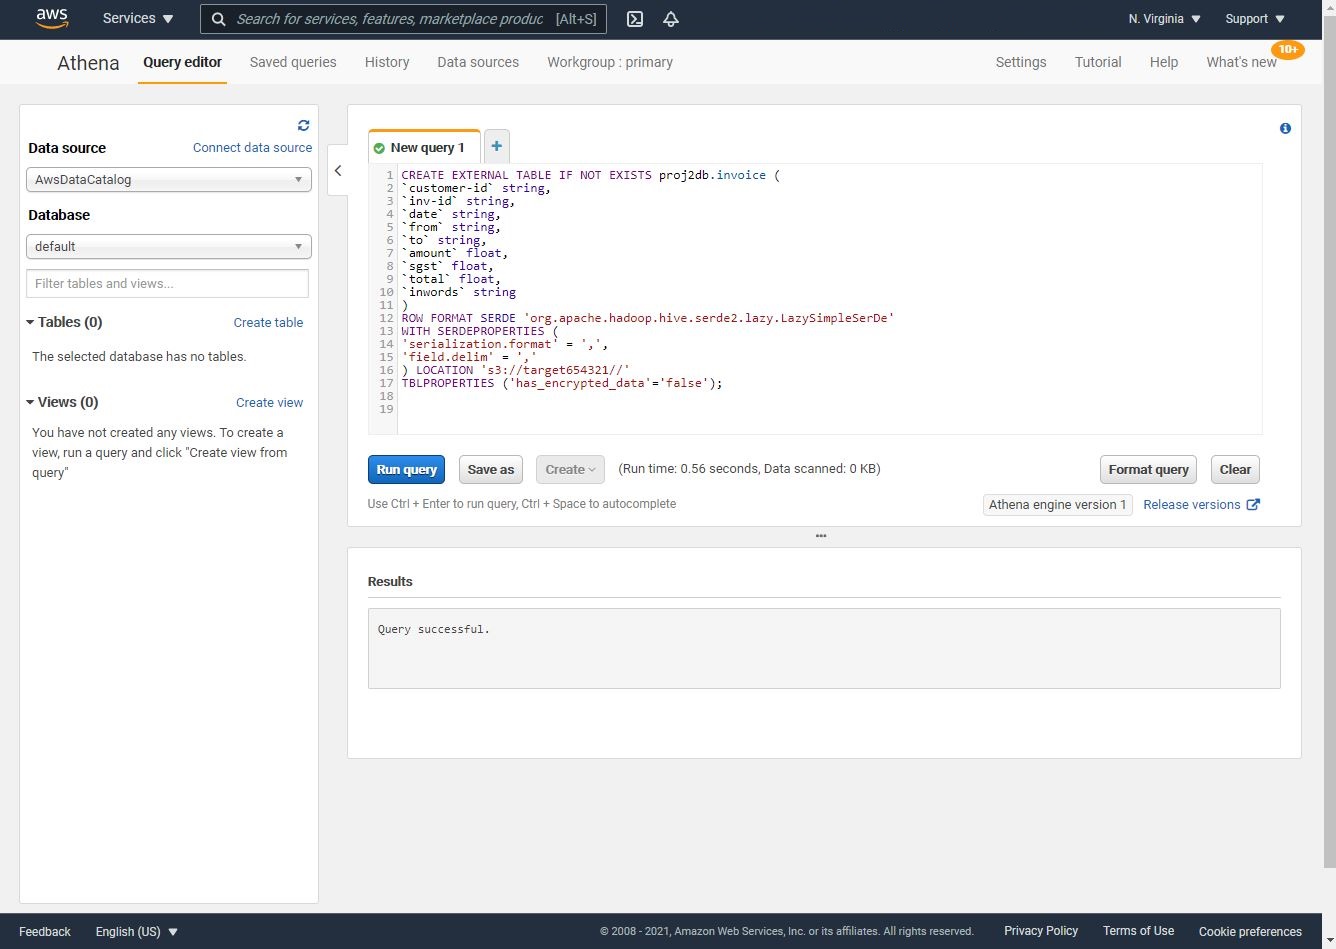 aws
Services
Search for services, features, marketplace produc [Alt+S]
N. Virginia
Support
Athena
Query editor
Saved queries
History
Data sources
Workgroup : primary
Settings
Tutorial
Help
What's new
10+
Data source
Connect data source
AwsDataCatalog
Database
default
Filter tables and views...
Tables (0)
Create table
The selected database has no tables.
Views (0)
Create view
You have not created any views. To create a
view, run a query and click "Create view from
query"
New query 1
+
1 CREATE EXTERNAL TABLE IF NOT EXISTS proj2db.invoice (
2 `customer-id` string,
3 `inv-id` string,
4 `date` string,
5 `from` string,
6 `to` string,
7 `amount` float,
8 `sgst` float,
9 `total` float,
10 `inwords` string
11 )
12 ROW FORMAT SERDE 'org.apache.hadoop.hive.serde2.lazy.LazySimpleSerDe'
13 WITH SERDEPROPERTIES (
14 'serialization.format' = ',',
15 'field.delim' = ','
16 ) LOCATION 's3://target654321//'
17 TBLPROPERTIES ('has_encrypted_data'='false');
18
19
Run query
Save as
Create
(Run time: 0.56 seconds, Data scanned: 0 KB)
Format query
Clear
Use Ctrl + Enter to run query, Ctrl + Space to autocomplete
Athena engine version 1
Release versions
Results
Query successful.
Feedback
English (US)
© 2008 - 2021, Amazon Web Services, Inc. or its affiliates. All rights reserved.
Privacy Policy
Terms of Use
Cookie preferences